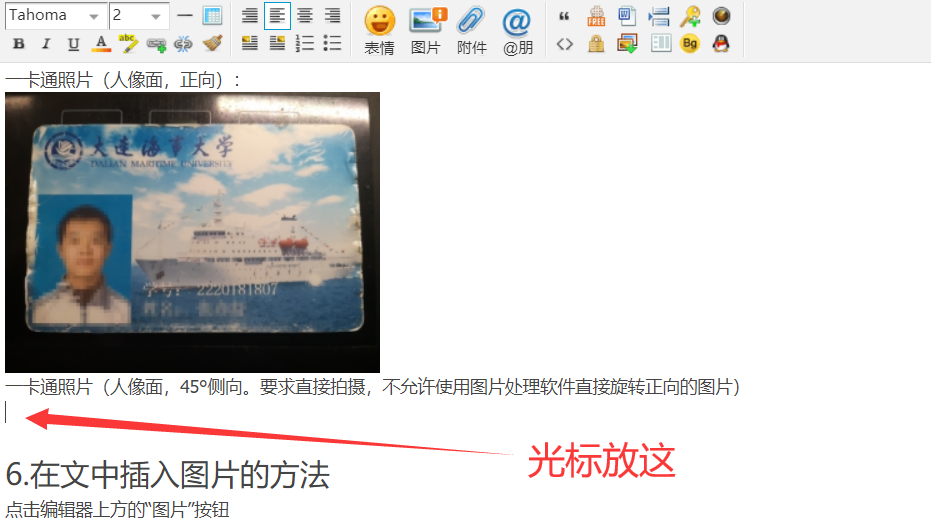 Tahoma 2
B I U A abc
表情 图片 附件 @朋
FREE
Bg
一卡通照片（人像面，正向）：
大连海事大学
DALIAN MARITIME UNIVERSITY
学号： 2220181807
姓名：
一卡通照片（人像面，45°侧向。要求直接拍摄，不允许使用图片处理软件直接旋转正向的图片）
光标放这
6.在文中插入图片的方法
点击编辑器上方的“图片”按钮